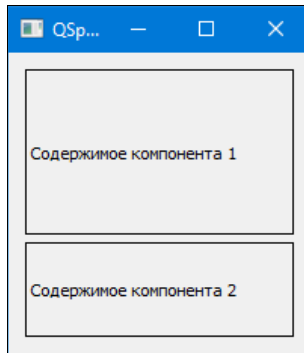 QSp...
Содержимое компонента 1
Содержимое компонента 2